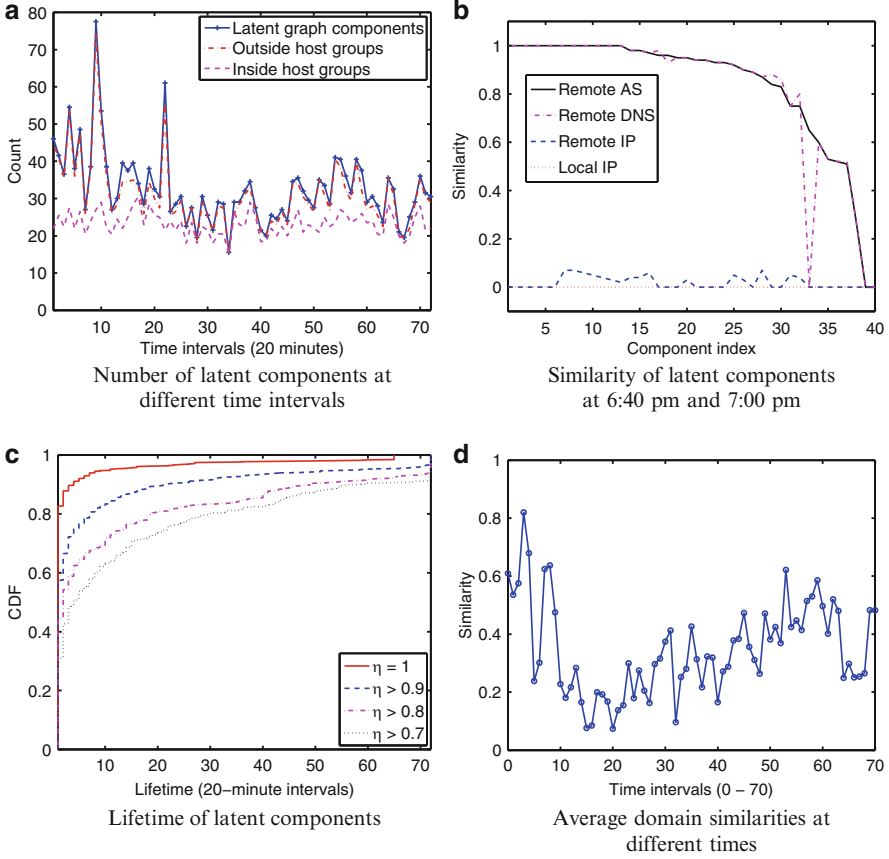 a
80
70
60
50
40
30
20
10
0
Count
Latent graph components
Outside host groups
Inside host groups
10 20 30 40 50 60 70
Time intervals (20 minutes)
Number of latent components at
different time intervals
b
1
0.8
0.6
0.4
0.2
0
Similarity
Remote AS
Remote DNS
Remote IP
Local IP
5 10 15 20 25 30 35 40
Component index
Similarity of latent components
at 6:40 pm and 7:00 pm
c
1
0.8
0.6
0.4
0.2
0
CDF
η = 1
η > 0.9
η > 0.8
η > 0.7
10 20 30 40 50 60 70
Lifetime (20−minute intervals)
Lifetime of latent components
d
1
0.8
0.6
0.4
0.2
0
Similarity
0 10 20 30 40 50 60 70
Time intervals (0 − 70)
Average domain similarities at
different times